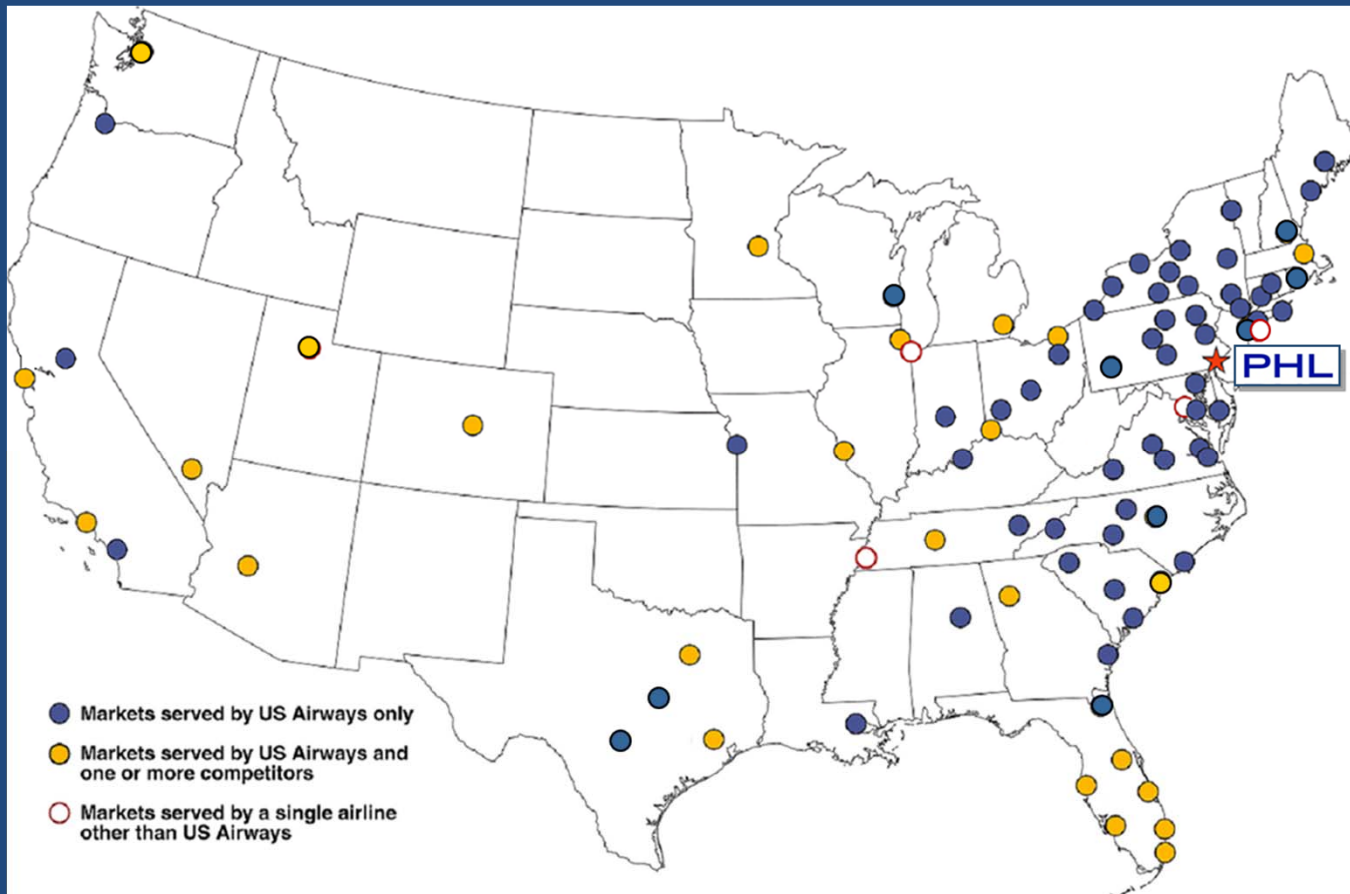 PHL
Markets served by US Airways only
Markets served by US Airways and
one or more competitors
Markets served by a single airline
other than US Airways